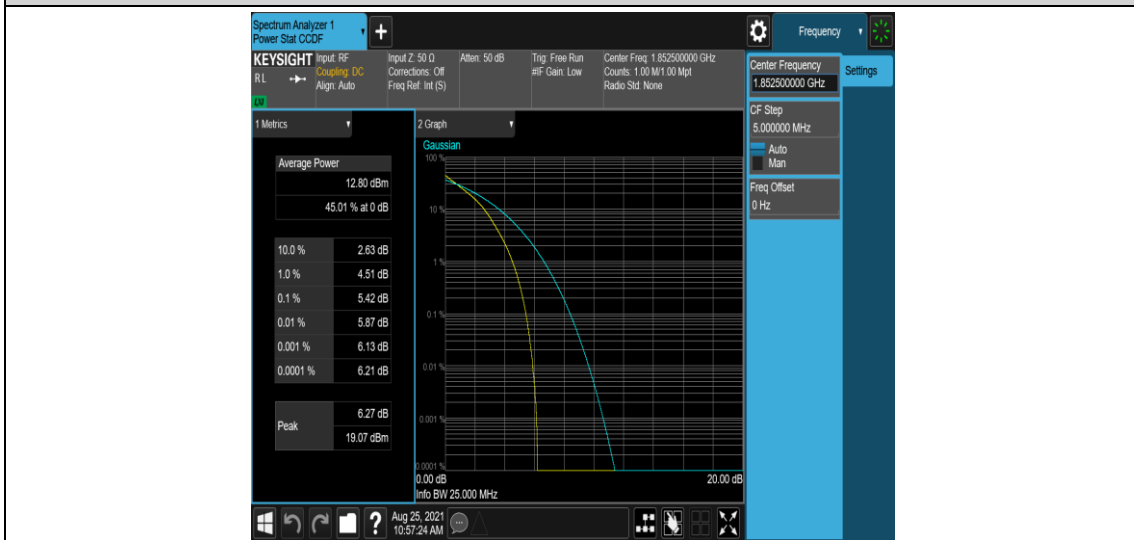 Spectrum Analyzer 1
Power Stat CCDF
+
Frequency
KEYSIGHT
RL
LXI
Input: RF
Coupling: DC
Align: Auto
Input Z: 50 Ω
Corrections: Off
Freq Ref: Int (S)
Atten: 50 dB
Trig: Free Run
#IF Gain: Low
Center Freq: 1.852500000 GHz
Counts: 1.00 M/1.00 Mpt
Radio Std: None
Center Frequency
1.852500000 GHz
Settings
CF Step
5.000000 MHz
Auto
Man
Freq Offset
0 Hz
1 Metrics
Average Power
12.80 dBm
45.01 % at 0 dB
10.0 % 2.63 dB
1.0 % 4.51 dB
0.1 % 5.42 dB
0.01 % 5.87 dB
0.001 % 6.13 dB
0.0001 % 6.21 dB
Peak
6.27 dB
19.07 dBm
2 Graph
Gaussian
100 %
10 %
1 %
0.1 %
0.01 %
0.001 %
0.0001 %
0.00 dB 20.00 dB
Info BW 25.000 MHz
?
Aug 25, 2021
10:57:24 AM